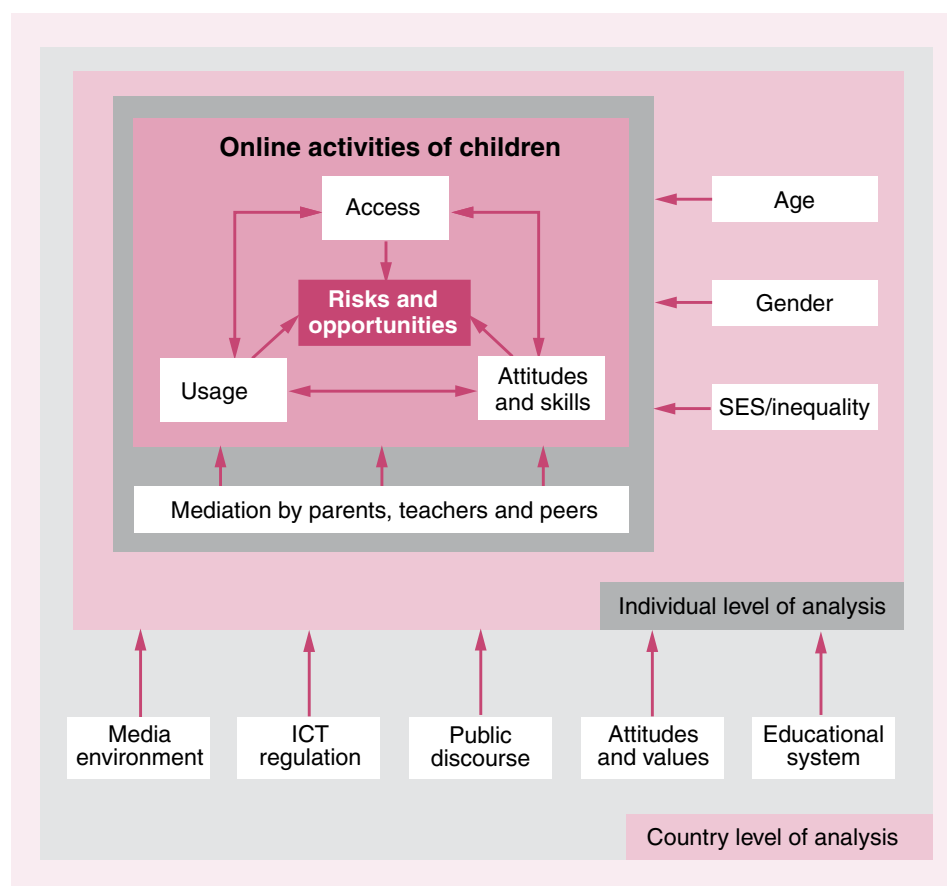 Online activities of children
Access
Age
Risks and
opportunities
Gender
Usage
Attitudes
and skills
SES/inequality
Mediation by parents, teachers and peers
Individual level of analysis
Media
environment
ICT
regulation
Public
discourse
Attitudes
and values
Educational
system
Country level of analysis